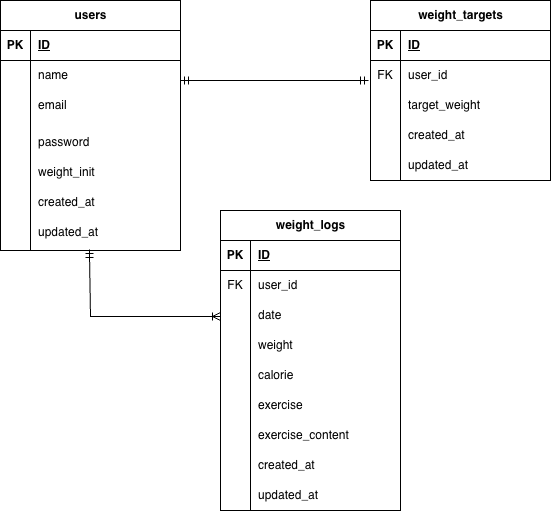 users
PK ID
name
email
password
weight_init
created_at
updated_at
weight_targets
PK ID
FK user_id
target_weight
created_at
updated_at
weight_logs
PK ID
FK user_id
date
weight
calorie
exercise
exercise_content
created_at
updated_at